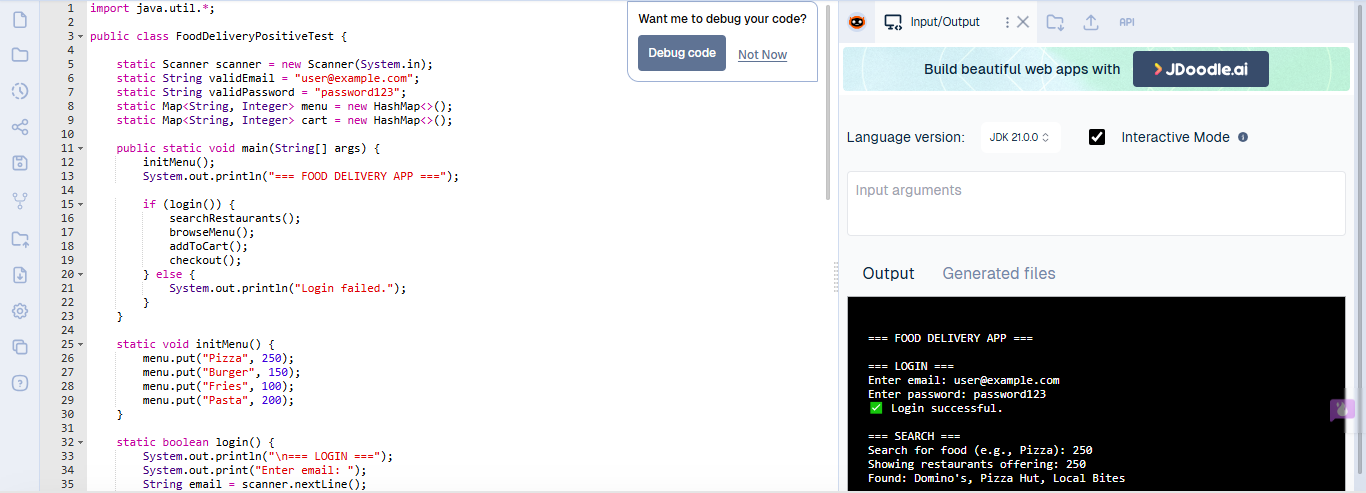 1 import java.util.*;
2
3 public class FoodDeliveryPositiveTest {
4
5     static Scanner scanner = new Scanner(System.in);
6     static String validEmail = "user@example.com";
7     static String validPassword = "password123";
8     static Map<String, Integer> menu = new HashMap<>();
9     static Map<String, Integer> cart = new HashMap<>();
10
11     public static void main(String[] args) {
12         initMenu();
13         System.out.println("=== FOOD DELIVERY APP ===");
14
15         if (login()) {
16             searchRestaurants();
17             browseMenu();
18             addToCart();
19             checkout();
20         } else {
21             System.out.println("Login failed.");
22         }
23     }
24
25     static void initMenu() {
26         menu.put("Pizza", 250);
27         menu.put("Burger", 150);
28         menu.put("Fries", 100);
29         menu.put("Pasta", 200);
30     }
31
32     static boolean login() {
33         System.out.println("\n=== LOGIN ===");
34         System.out.print("Enter email: ");
35         String email = scanner.nextLine();
Want me to debug your code?
Debug code Not Now
Input/Output API
Build beautiful web apps with JDoodle.ai
Language version: JDK 21.0.0 Interactive Mode
Input arguments
Output Generated files
=== FOOD DELIVERY APP ===
=== LOGIN ===
Enter email: user@example.com
Enter password: password123
✅ Login successful.
=== SEARCH ===
Search for food (e.g., Pizza): 250
Showing restaurants offering: 250
Found: Domino's, Pizza Hut, Local Bites